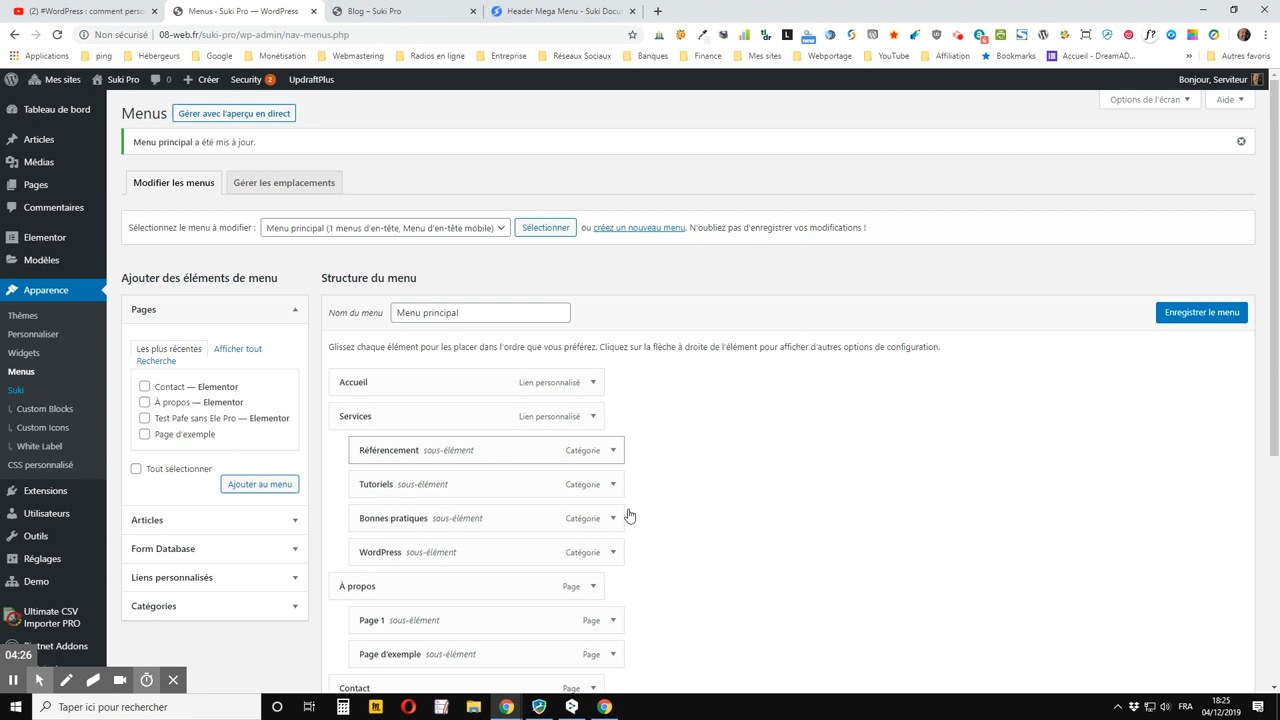 (2) #WordPress : comment perso
Menus ‹ Suki Pro — WordPress
Blog – Suki Pro
Header Mega Menu - Suki Docu
Non sécurisé
08-web.fr/suki-pro/wp-admin/nav-menus.php
Applications
ping
Hébergeurs
Google
Monétisation
Webmastering
Radios en ligne
Entreprise
Réseaux Sociaux
Banques
Finance
Mes sites
Webportage
YouTube
Affiliation
Bookmarks
Accueil - DreamAD...
»
Autres favoris
Mes sites
Suki Pro
0
Créer
Security 2
UpdraftPlus
Bonjour, Serviteur
Tableau de bord
Articles
Médias
Pages
Commentaires
Elementor
Modèles
Apparence
Thèmes
Personnaliser
Widgets
Menus
Suki
Custom Blocks
Custom Icons
White Label
CSS personnalisé
Extensions
Utilisateurs
Outils
Réglages
Demo
Ultimate CSV
Importer PRO
Menus
Gérer avec l'aperçu en direct
Options de l'écran
Aide
Menu principal a été mis à jour.
Modifier les menus
Gérer les emplacements
Sélectionnez le menu à modifier :
Menu principal (1 menus d'en-tête, Menu d'en-tête mobile)
Sélectionner
ou créez un nouveau menu. N'oubliez pas d'enregistrer vos modifications !
Ajouter des éléments de menu
Pages
Les plus récentes
Afficher tout
Recherche
Contact — Elementor
À propos — Elementor
Test Pafe sans Ele Pro — Elementor
Page d'exemple
Tout sélectionner
Ajouter au menu
Articles
Form Database
Liens personnalisés
Catégories
Structure du menu
Nom du menu
Menu principal
Enregistrer le menu
Glissez chaque élément pour les placer dans l'ordre que vous préférez. Cliquez sur la flèche à droite de l'élément pour afficher d'autres options de configuration.
Accueil Lien personnalisé
Services Lien personnalisé
Référencement sous-élément Catégorie
Tutoriels sous-élément Catégorie
Bonnes pratiques sous-élément Catégorie
WordPress sous-élément Catégorie
À propos Page
Page 1 sous-élément Page
Page d'exemple sous-élément Page
Contact Page
04:26
Taper ici pour rechercher
FRA
18:25
04/12/2019